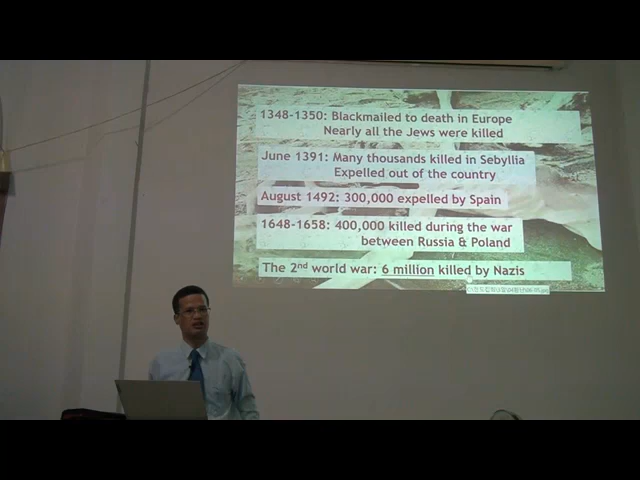 1348-1350: Blackmailed to death in Europe
Nearly all the Jews were killed
June 1391: Many thousands killed in Sebyllia
Expelled out of the country
August 1492: 300,000 expelled by Spain
1648-1658: 400,000 killed during the war
between Russia & Poland
The 2nd world war: 6 million killed by Nazis